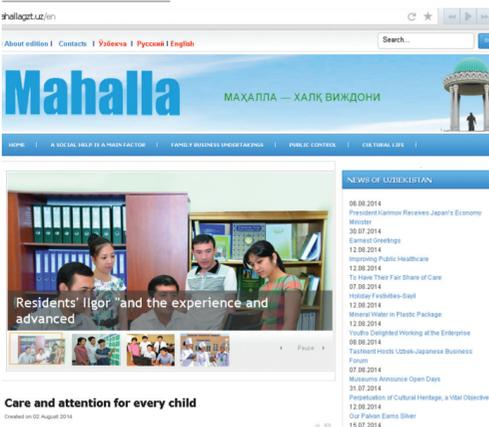 ahallagzt.uz/en
About edition | Contacts | Ўзбекча | Русский | English
Search...
Mahalla
МАҲАЛЛА — ХАЛҚ ВИЖДОНИ
HOME | A SOCIAL HELP IS A MAIN FACTOR | FAMILY BUSINESS UNDERTAKINGS | PUBLIC CONTROL | CULTURAL LIFE |
Residents' Ilgor "and the experience and
advanced
Pause
Care and attention for every child
Created on 02 August 2014
NEWS OF UZBEKISTAN
06.08.2014
President Karimov Receives Japan's Economy
Minister
30.07.2014
Earnest Greetings
12.08.2014
Improving Public Healthcare
12.08.2014
To Have Their Fair Share of Care
07.08.2014
Holiday Festivities-Sayil
12.08.2014
Mineral Water in Plastic Package
12.08.2014
Youths Delighted Working at the Enterprise
08.08.2014
Tashkent Hosts Uzbek-Japanese Business
Forum
07.08.2014
Museums Announce Open Days
31.07.2014
Perpetuation of Cultural Heritage, a Vital Objective
12.08.2014
Our Palvan Earns Silver
15.07.2014